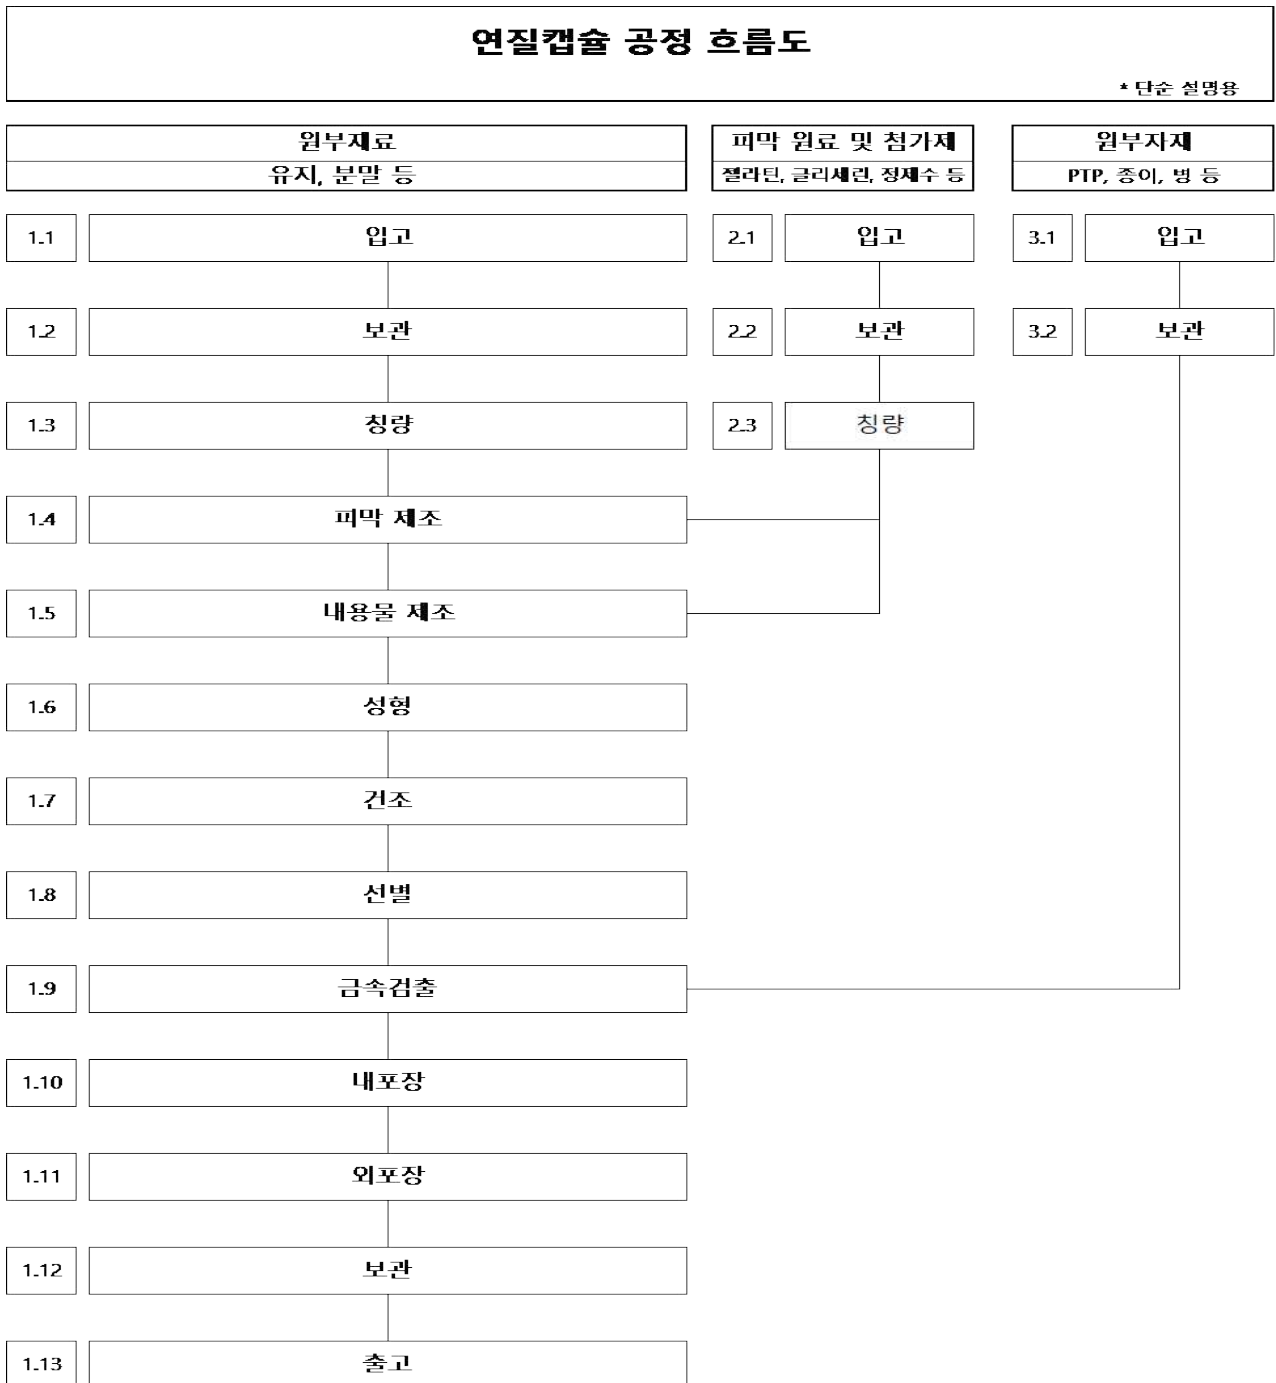 연질캡슐 공정 흐름도
* 단순 설명용
원부재료 피막 원료 및 첨가제 원부자재
유지, 분말 등 젤라틴, 글리세린, 정제수 등 PTP, 종이, 병 등
1.1 입고 2.1 입고 3.1 입고
1.2 보관 2.2 보관 3.2 보관
1.3 칭량 2.3 칭량
1.4 피막 제조
1.5 내용물 제조
1.6 성형
1.7 건조
1.8 선별
1.9 금속검출
1.10 내포장
1.11 외포장
1.12 보관
1.13 출고